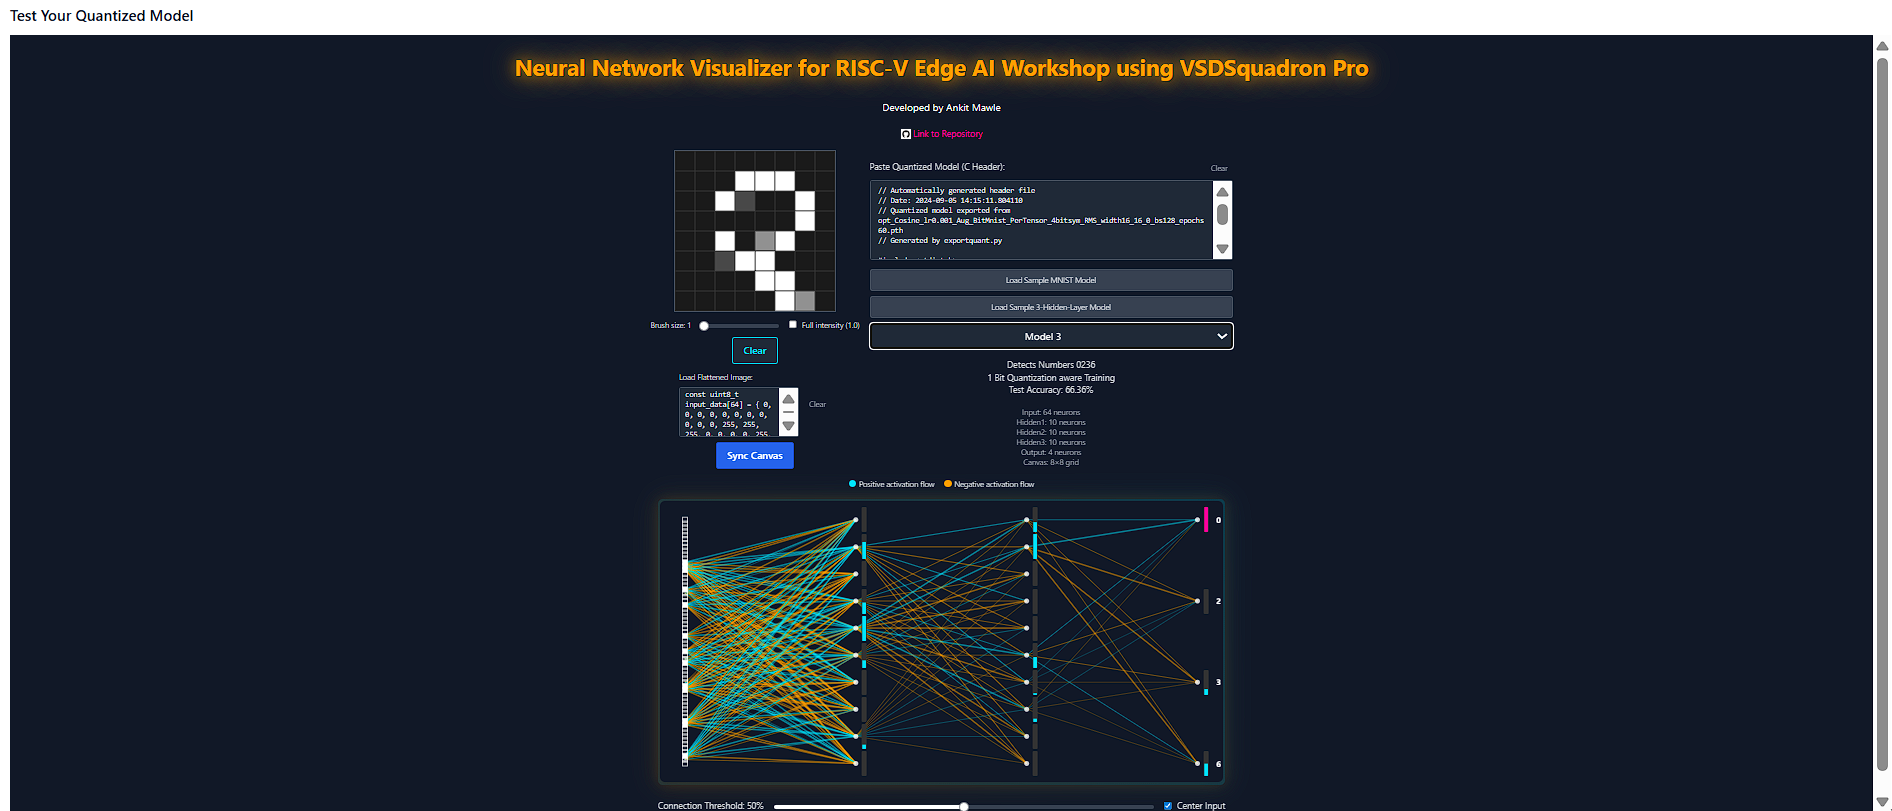 Test Your Quantized Model
Neural Network Visualizer for RISC-V Edge AI Workshop using VSDSquadron Pro
Developed by Ankit Mawle
Link to Repository
Paste Quantized Model (C Header):
Clear
// Automatically generated header file
// Date: 2024-09-05 14:15:11.804110
// Quantized model exported from
opt_Cosine_lr0.001_Aug_BitMnist_PerTensor_4bitsym_RMS_width16_16_0_bs128_epochs
60.pth
// Generated by exportquant.py
Load Sample MNIST Model
Load Sample 3-Hidden-Layer Model
Brush size: 1
Full intensity (1.0)
Model 3
Clear
Detects Numbers 0236
1 Bit Quantization aware Training
Test Accuracy: 66.36%
Load Flattened Image:
const uint8_t
input_data[64] = { 0,
0, 0, 0, 0, 0, 0, 0,
0, 0, 0, 255, 255,
255, 0, 0, 0, 0, 255,
Clear
Sync Canvas
Input: 64 neurons
Hidden1: 10 neurons
Hidden2: 10 neurons
Hidden3: 10 neurons
Output: 4 neurons
Canvas: 8×8 grid
Positive activation flow
Negative activation flow
0
2
3
6
Connection Threshold: 50%
Center Input